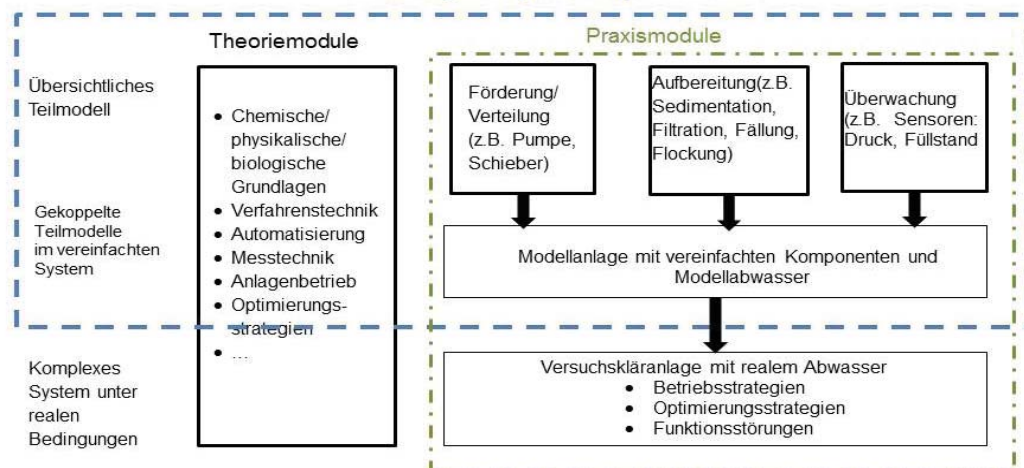 Theoriemodule
Praxismodule
Übersichtliches
Teilmodell
Gekoppelte
Teilmodelle
im vereinfachten
System
Komplexes
System unter
realen
Bedingungen
• Chemische/
physikalische/
biologische
Grundlagen
• Verfahrenstechnik
• Automatisierung
• Messtechnik
• Anlagenbetrieb
• Optimierungs-
strategien
• ...
Förderung/
Verteilung
(z.B. Pumpe,
Schieber)
Aufbereitung(z.B.
Sedimentation,
Filtration, Fällung,
Flockung)
Überwachung
(z.B. Sensoren:
Druck, Füllstand
Modellanlage mit vereinfachten Komponenten und
Modellabwasser
Versuchskläranlage mit realem Abwasser
• Betriebsstrategien
• Optimierungsstrategien
• Funktionsstörungen